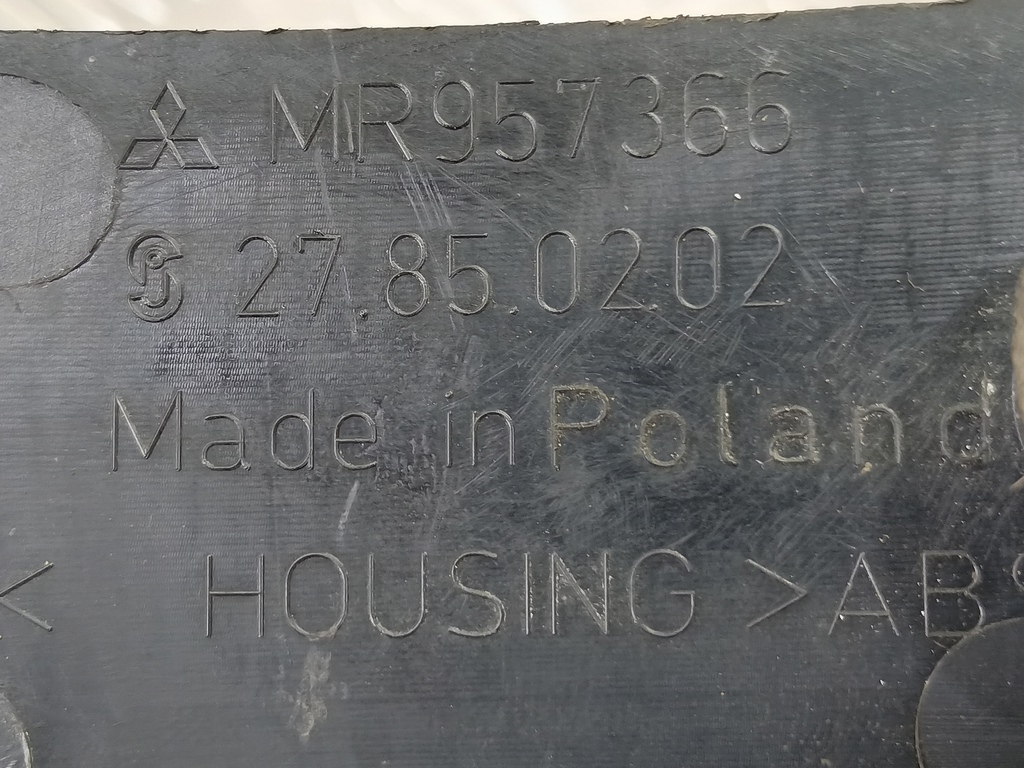 MR957366
27.85.0202
Made in Poland
< HOUSING >AB